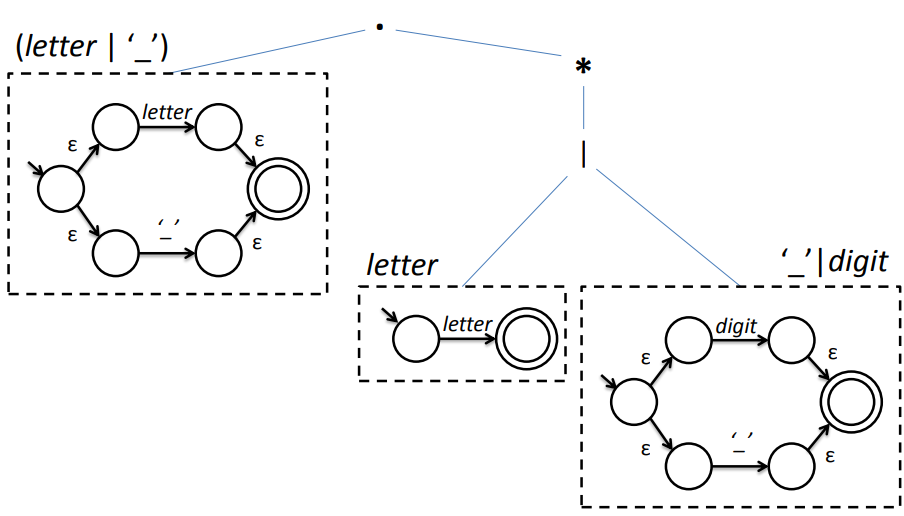 .
(letter | ‘_’)
*
letter
ε
ε
|
‘_’
ε
ε
letter
‘_’|digit
letter
digit
ε
ε
‘_’
ε
ε